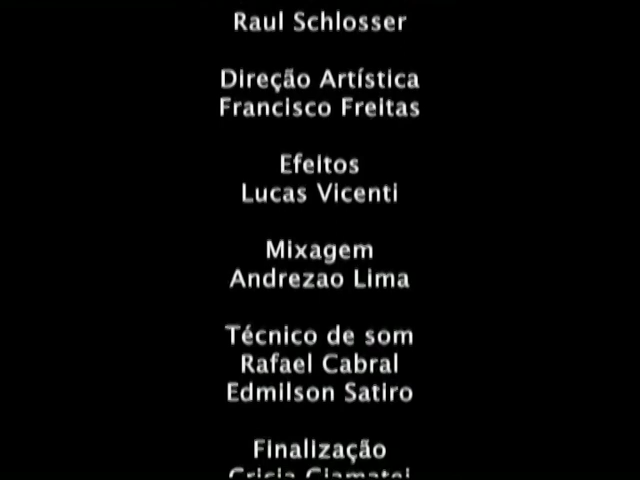 Raul Schlosser
Direção Artística
Francisco Freitas
Efeitos
Lucas Vicenti
Mixagem
Andrezao Lima
Técnico de som
Rafael Cabral
Edmilson Satiro
Finalização